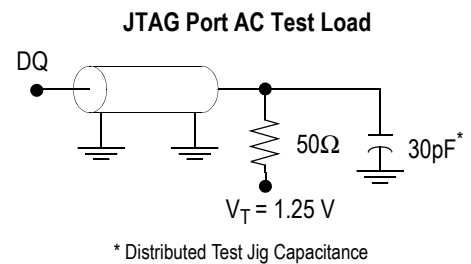 JTAG Port AC Test Load
DQ
50Ω
30pF*
VT = 1.25 V
* Distributed Test Jig Capacitance